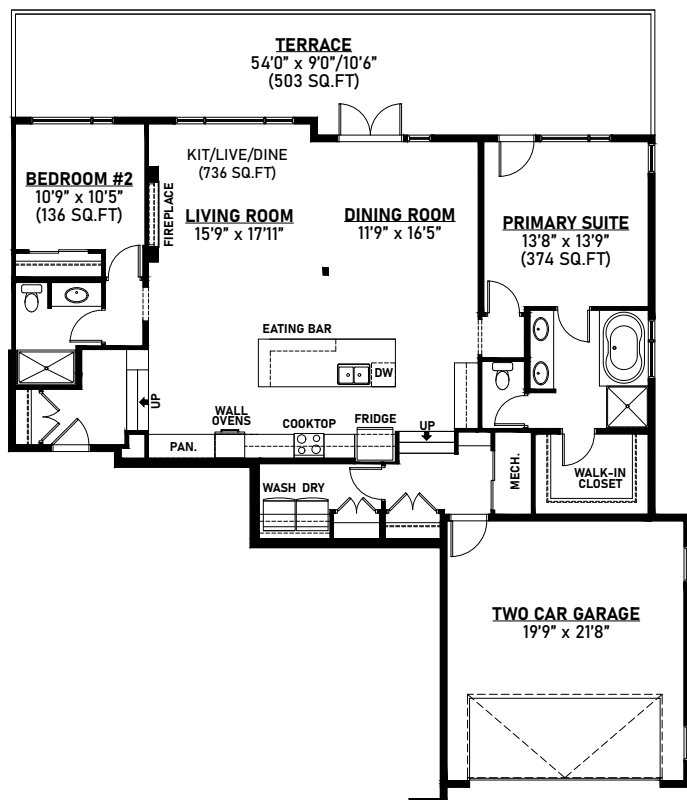 TERRACE
54'0" x 9'0"/10'6"
(503 SQ.FT)
KIT/LIVE/DINE
(736 SQ.FT)
BEDROOM #2
10'9" x 10'5"
(136 SQ.FT)
FIREPLACE
LIVING ROOM
15'9" x 17'11"
DINING ROOM
11'9" x 16'5"
PRIMARY SUITE
13'8" x 13'9"
(374 SQ.FT)
EATING BAR
DW
UP
WALL
OVENS
COOKTOP
FRIDGE
UP
PAN.
MECH.
WALK-IN
CLOSET
WASH DRY
TWO CAR GARAGE
19'9" x 21'8"